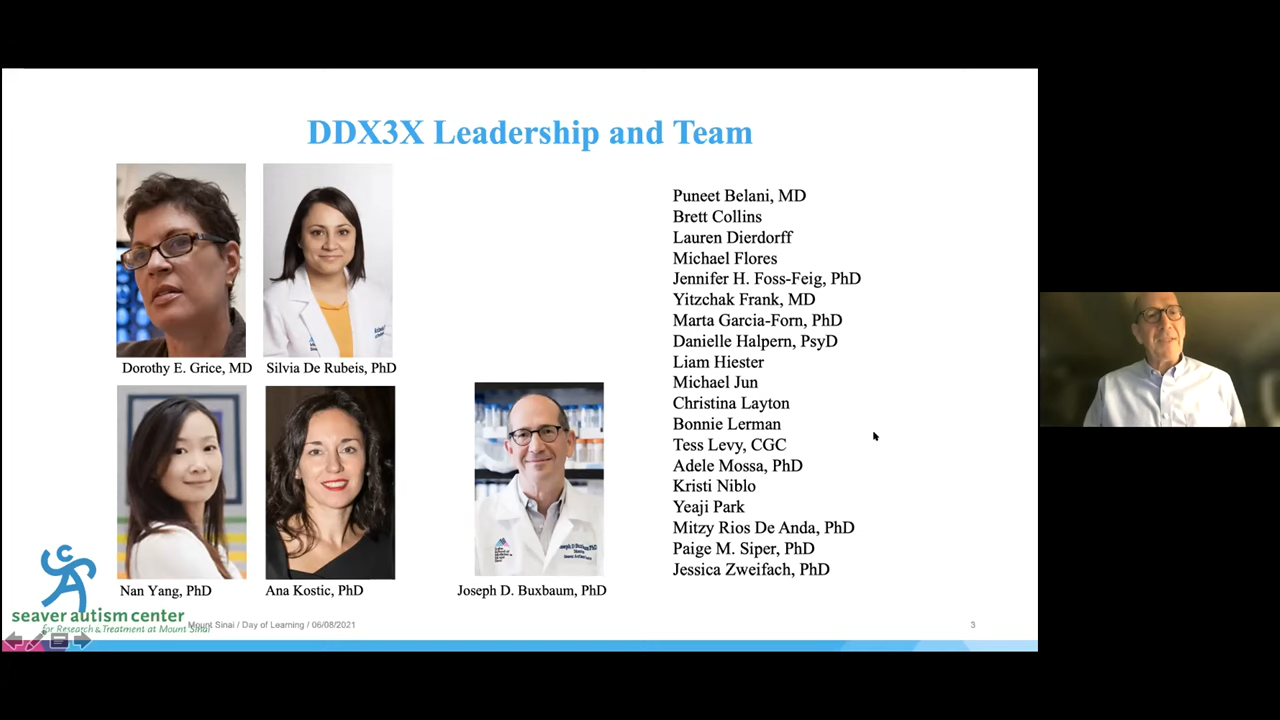 DDX3X Leadership and Team
Dorothy E. Grice, MD
Silvia De Rubeis, PhD
Nan Yang, PhD
Ana Kostic, PhD
Joseph D. Buxbaum, PhD
Puneet Belani, MD
Brett Collins
Lauren Dierdorff
Michael Flores
Jennifer H. Foss-Feig, PhD
Yitzchak Frank, MD
Marta Garcia-Forn, PhD
Danielle Halpern, PsyD
Liam Hiester
Michael Jun
Christina Layton
Bonnie Lerman
Tess Levy, CGC
Adele Mossa, PhD
Kristi Niblo
Yeaji Park
Mitzy Rios De Anda, PhD
Paige M. Siper, PhD
Jessica Zweifach, PhD
seaver autism center
for Research & Treatment at Mount Sinai
Mount Sinai / Day of Learning / 06/08/2021
3